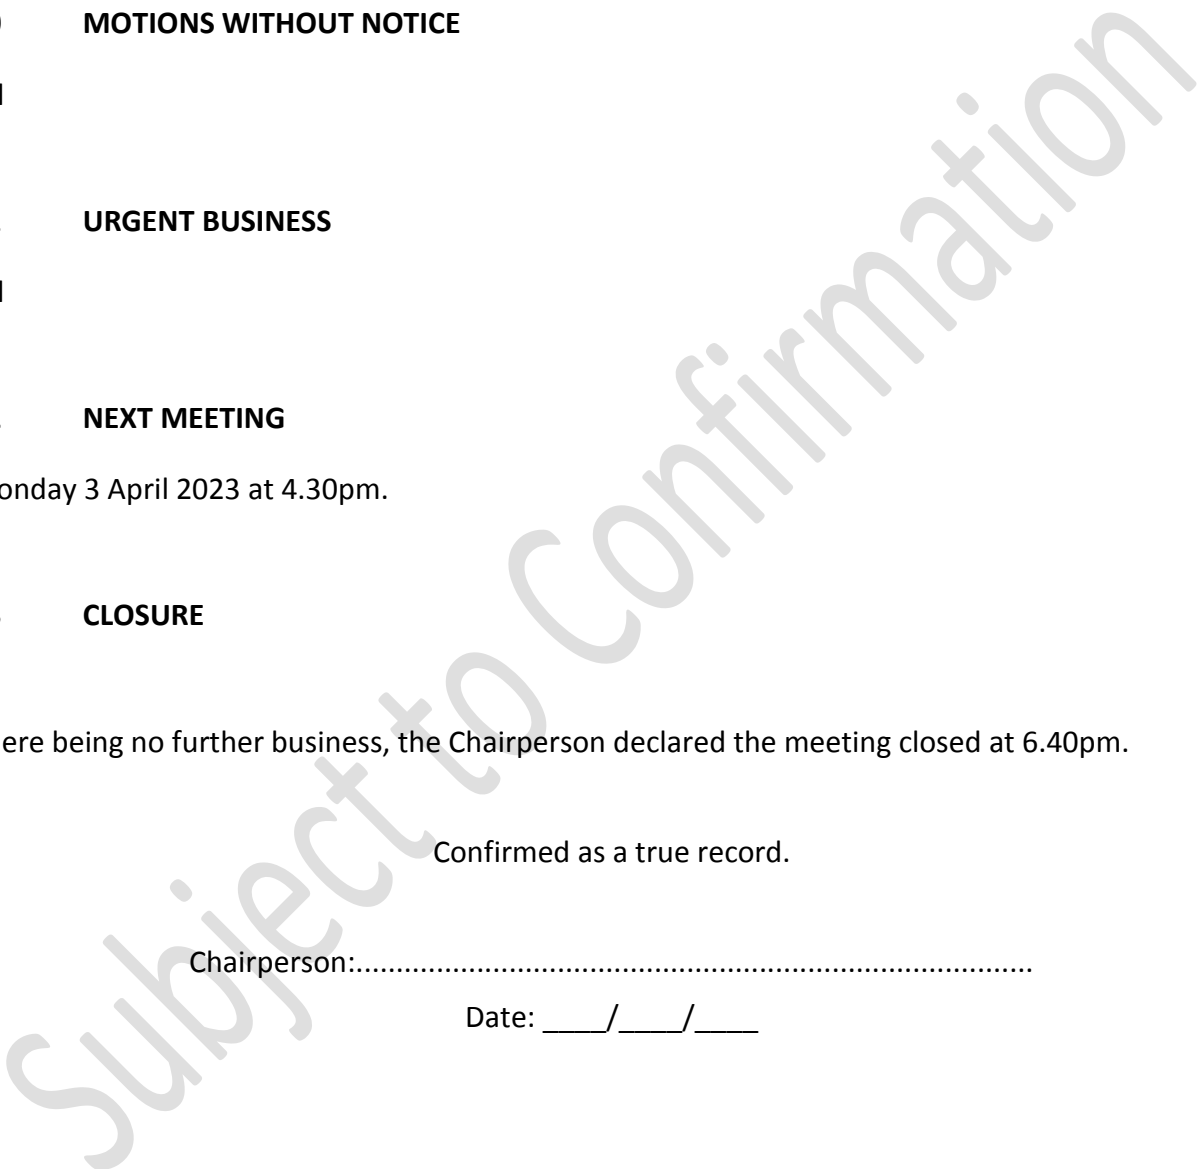 MOTIONS WITHOUT NOTICE
URGENT BUSINESS
NEXT MEETING
onday 3 April 2023 at 4.30pm.
CLOSURE
ere being no further business, the Chairperson declared the meeting closed at 6.40pm.
Confirmed as a true record.
Chairperson:....................................................................................
Date: ____/____/____
Subject to Confirmation